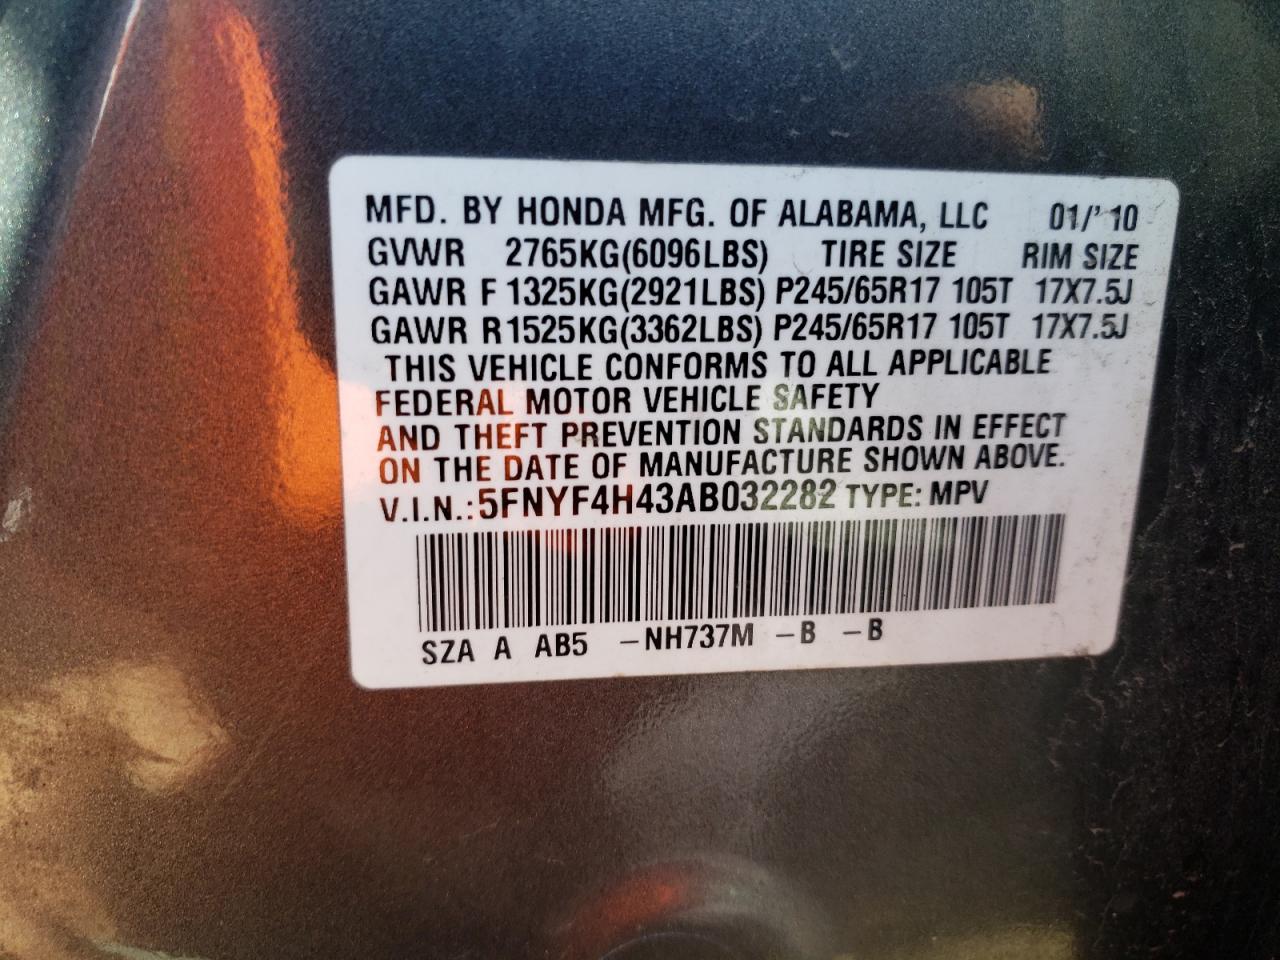 MFD. BY HONDA MFG. OF ALABAMA, LLC 01/'10
GVWR 2765KG(6096LBS) TIRE SIZE RIM SIZE
GAWR F 1325KG(2921LBS) P245/65R17 105T 17X7.5J
GAWR R 1525KG(3362LBS) P245/65R17 105T 17X7.5J
THIS VEHICLE CONFORMS TO ALL APPLICABLE
FEDERAL MOTOR VEHICLE SAFETY
AND THEFT PREVENTION STANDARDS IN EFFECT
ON THE DATE OF MANUFACTURE SHOWN ABOVE.
V.I.N.: 5FNYF4H43AB032282 TYPE: MPV
SZA A AB5 -NH737M -B -B